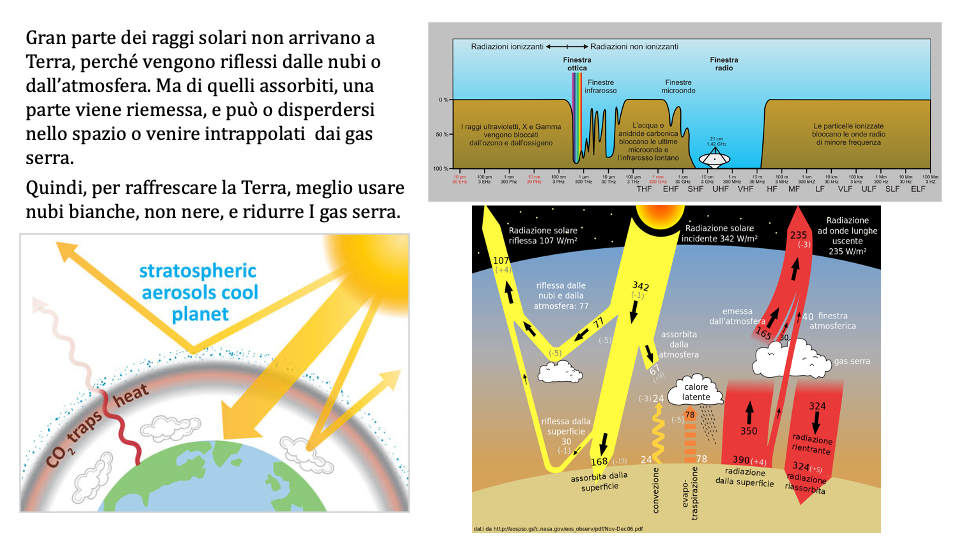 Gran parte dei raggi solari non arrivano a
Terra, perché vengono riflessi dalle nubi o
dall’atmosfera. Ma di quelli assorbiti, una
parte viene riemessa, e può o disperdersi
nello spazio o venire intrappolati dai gas
serra.
Quindi, per raffrescare la Terra, meglio usare
nubi bianche, non nere, e ridurre I gas serra.
stratospheric
aerosols cool
planet
CO2 traps heat
Radiazioni ionizzanti
Radiazioni non ionizzanti
Finestra
ottica
Finestre
infrarosso
Finestre
microonde
Finestra
radio
0 %
50 %
100 %
I raggi ultravioletti, X e Gamma
vengono bloccati
dall'ozono e dall'ossigeno
L'acqua e
anidride carbonica
bloccano le ultime
microonde e
l'infrarosso lontano
21 cm
1.42 GHz
Le particelle ionizzate
bloccano le onde radio
di minore frequenza
THF EHF SHF UHF VHF HF MF LF VLF ULF SLF ELF
Radiazione solare
riflessa 107 W/m²
Radiazione solare
incidente 342 W/m²
Radiazione
ad onde lunghe
uscente
235 W/m²
107
(+4)
342
(-1)
235
(-3)
riflessa dalle
nubi e dalla
atmosfera: 77
77
(-5)
(-5)
assorbita
dalla
atmosfera
67
emessa
dall'atmosfera
165
30
40 finestra
atmosferica
gas serra
calore
latente
(-3) 24
(-5)
78
riflessa dalla
superficie
30
(-1)
168
assorbita dalla
superficie
24
convezione
78
evapo-
traspirazione
350
390 (+4)
radiazione
dalla superficie
324
radiazione
rientrante
324 (+5)
radiazione
riassorbita
dati da http://eospso.gsfc.nasa.gov/eos_observ/pdf/Nov-Dec06.pdf